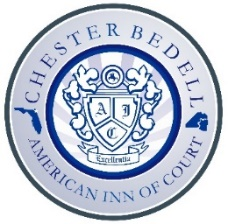 CHESTER BEDELL
A I
C
Excellentia
AMERICAN INN OF COURT